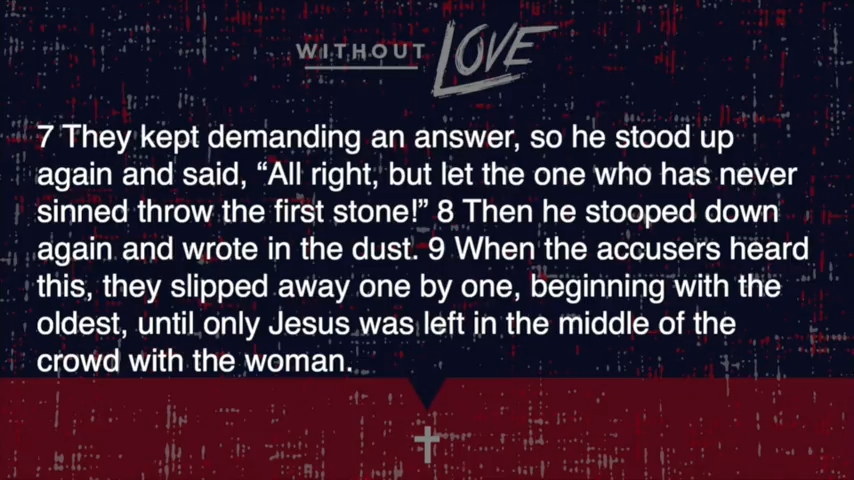 WITHOUT LOVE
7 They kept demanding an answer, so he stood up
again and said, “All right, but let the one who has never
sinned throw the first stone!” 8 Then he stooped down
again and wrote in the dust. 9 When the accusers heard
this, they slipped away one by one, beginning with the
oldest, until only Jesus was left in the middle of the
crowd with the woman.